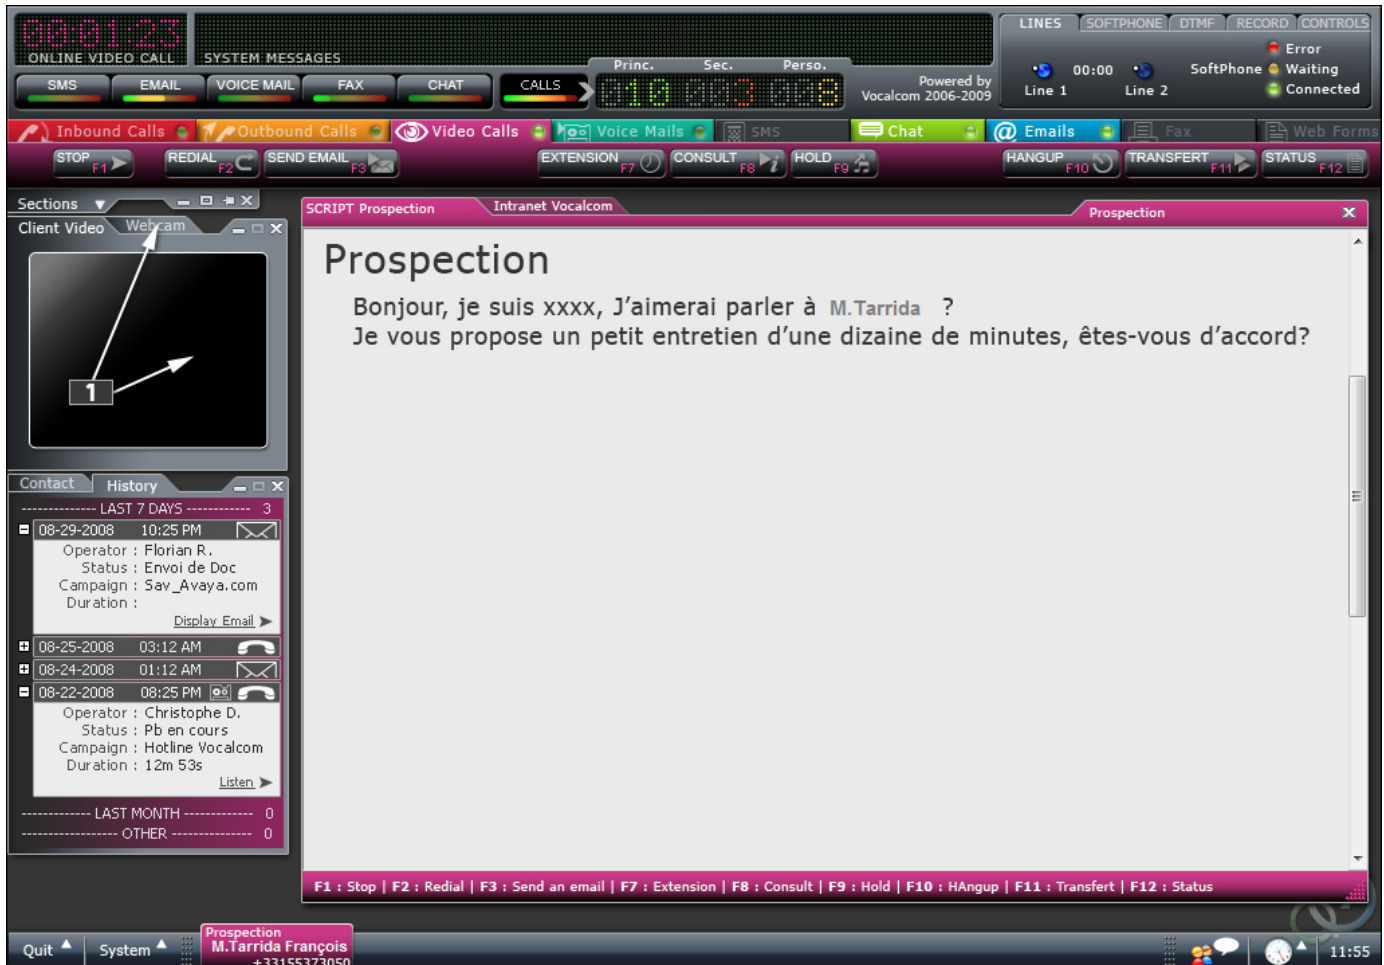 00:01:23
ONLINE VIDEO CALL
SYSTEM MESSAGES
SMS
EMAIL
VOICE MAIL
FAX
CHAT
CALLS
Princ. Sec. Perso.
010 003 008
Powered by
Vocalcom 2006-2009
LINES SOFTPHONE DTMF RECORD CONTROLS
Error
00:00 SoftPhone Waiting
Line 1 Line 2 Connected
Inbound Calls Outbound Calls Video Calls Voice Mails SMS Chat @ Emails Fax Web Forms
STOP F1
REDIAL F2
SEND EMAIL F3
EXTENSION F7
CONSULT F8
HOLD F9
HANGUP F10
TRANSFERT F11
STATUS F12
Sections
Client Video Webcam
1
Contact History
LAST 7 DAYS 3
08-29-2008 10:25 PM
Operator : Florian R.
Status : Envoi de Doc
Campaign : Sav_Avaya.com
Duration :
Display Email
08-25-2008 03:12 AM
08-24-2008 01:12 AM
08-22-2008 08:25 PM
Operator : Christophe D.
Status : Pb en cours
Campaign : Hotline Vocalcom
Duration : 12m 53s
Listen
LAST MONTH 0
OTHER 0
SCRIPT Prospection Intranet Vocalcom Prospection
Prospection
Bonjour, je suis xxxx, J'aimerai parler à M.Tarrida ?
Je vous propose un petit entretien d'une dizaine de minutes, êtes-vous d'accord?
F1 : Stop | F2 : Redial | F3 : Send an email | F7 : Extension | F8 : Consult | F9 : Hold | F10 : HAngup | F11 : Transfert | F12 : Status
Quit System
Prospection
M.Tarrida François
+33155373050
11:55